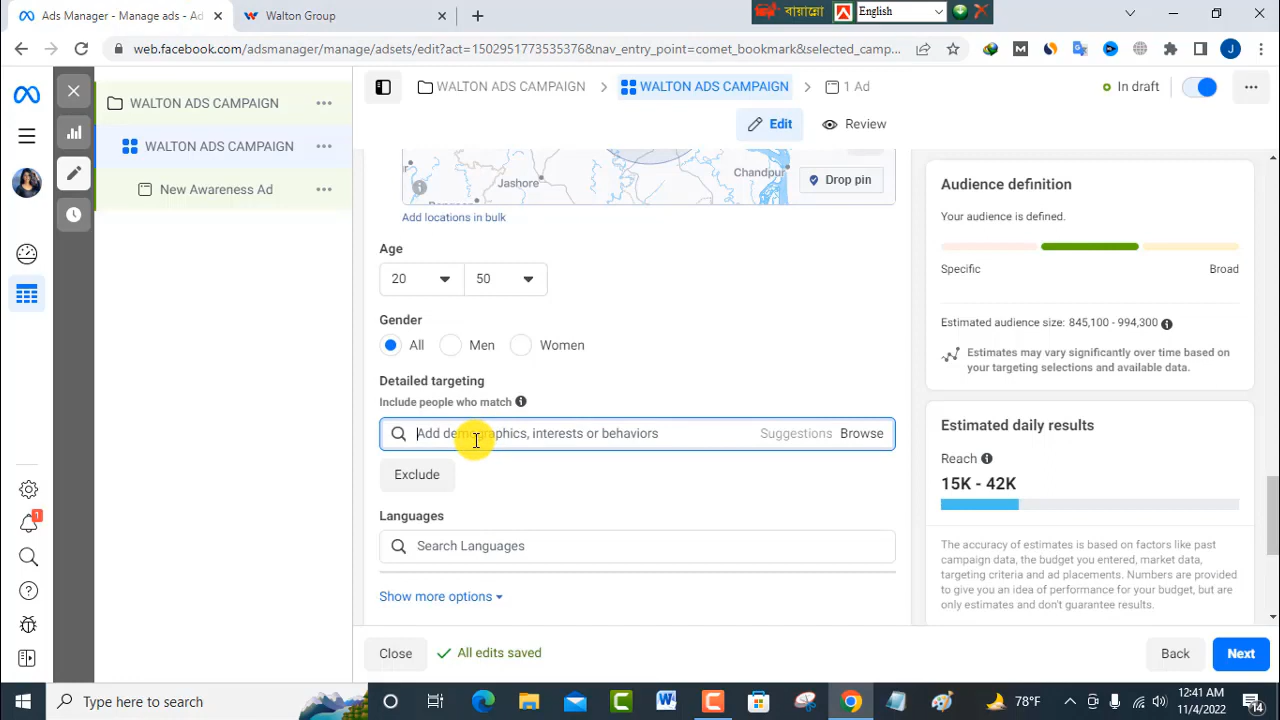 Ads Manager - Manage ads - Ad
Walton Group
বায়ান্নো
English
web.facebook.com/adsmanager/manage/adsets/edit?act=1502951773535376&nav_entry_point=comet_bookmark&selected_camp...
J
WALTON ADS CAMPAIGN
WALTON ADS CAMPAIGN
New Awareness Ad
1
WALTON ADS CAMPAIGN
WALTON ADS CAMPAIGN
1 Ad
In draft
Edit
Review
Jashore
Chandpur
Drop pin
Add locations in bulk
Age
20
50
Gender
All
Men
Women
Detailed targeting
Include people who match
Add demographics, interests or behaviors
Suggestions
Browse
Exclude
Languages
Search Languages
Show more options
Close
All edits saved
Back
Next
Audience definition
Your audience is defined.
Specific
Broad
Estimated audience size: 845,100 - 994,300
Estimates may vary significantly over time based on
your targeting selections and available data.
Estimated daily results
Reach
15K - 42K
The accuracy of estimates is based on factors like past
campaign data, the budget you entered, market data,
targeting criteria and ad placements. Numbers are provided
to give you an idea of performance for your budget, but
are only estimates and don't guarantee results.
Type here to search
78°F
12:41 AM
11/4/2022
14